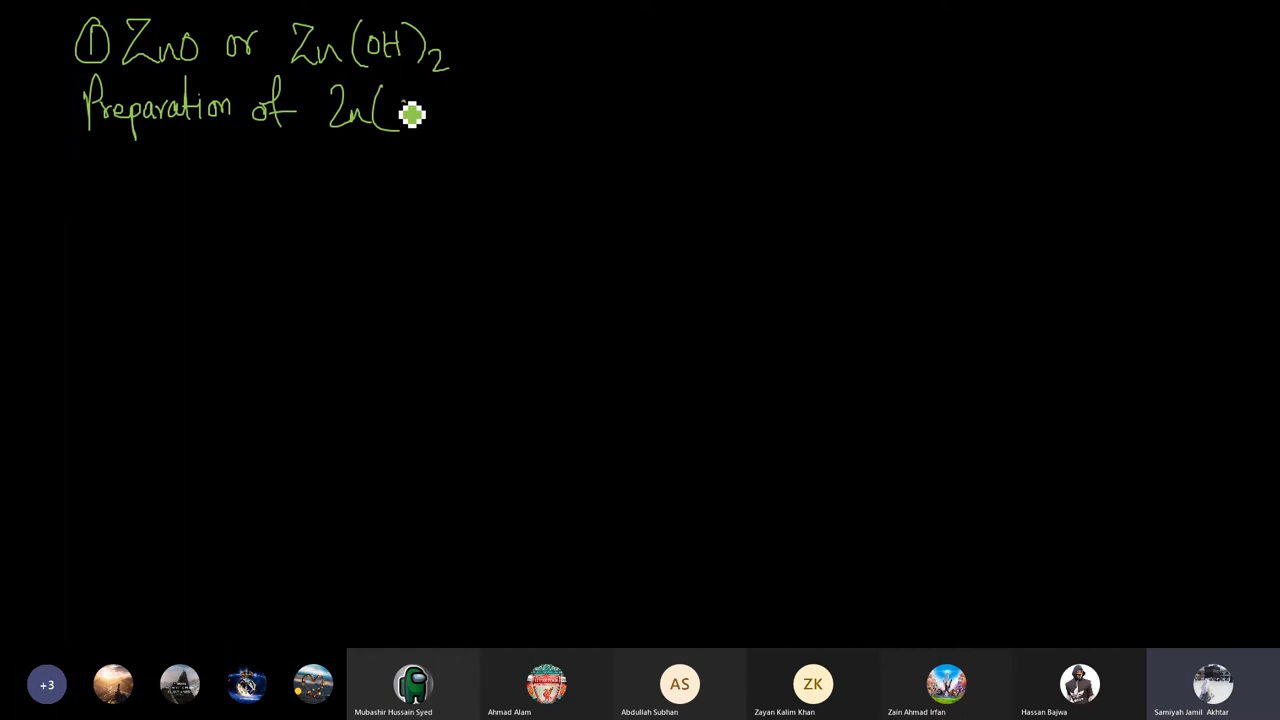 ① ZnO or Zn(OH)2
Preparation of Zn(
+3
Mubashir Hussain Syed
Ahmad Alam
AS
Abdullah Subhan
ZK
Zayan Kalim Khan
Zain Ahmad Irfan
Hassan Bajwa
Samiyah Jamil Akhtar